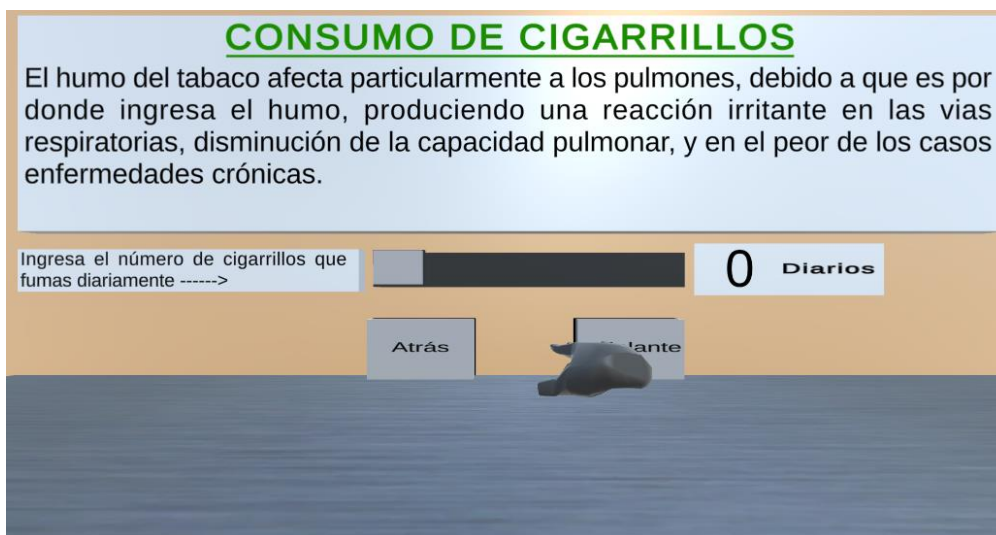 CONSUMO DE CIGARRILLOS
El humo del tabaco afecta particularmente a los pulmones, debido a que es por
donde ingresa el humo, produciendo una reacción irritante en las vias
respiratorias, disminución de la capacidad pulmonar, y en el peor de los casos
enfermedades crónicas.
Ingresa el número de cigarrillos que
fumas diariamente ------>
0 Diarios
Atrás